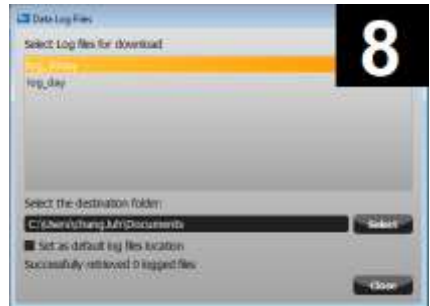 Data Log Files
8
Select Log files for download
log_day
Select the destination folder:
Select
Set as default log files location
Successfully retrieved 0 logged files
Close